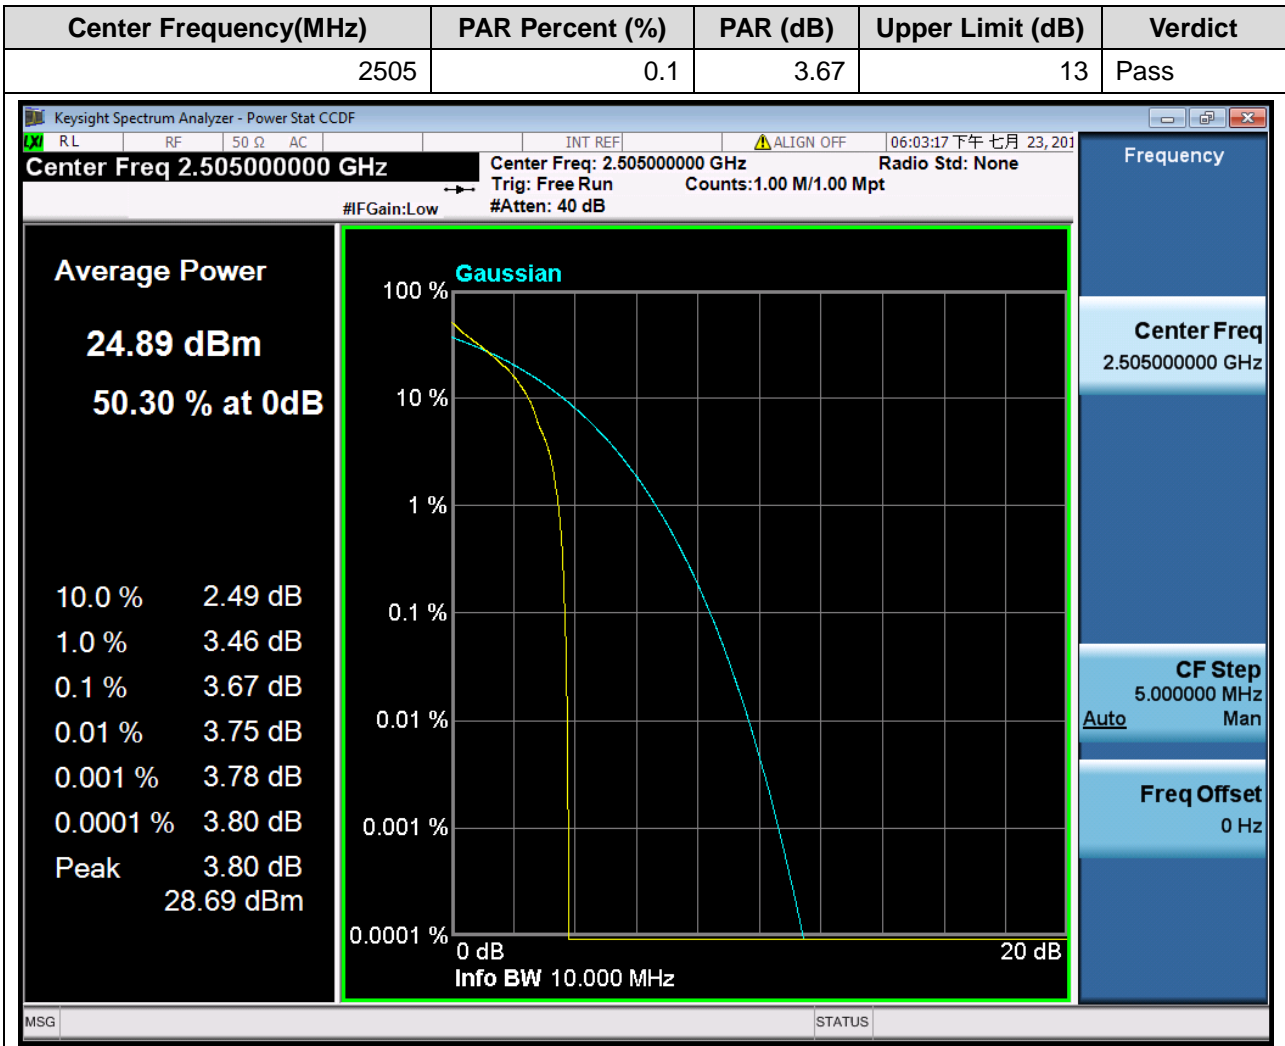 Center Frequency(MHz) PAR Percent (%) PAR (dB) Upper Limit (dB) Verdict
2505 0.1 3.67 13 Pass
Keysight Spectrum Analyzer - Power Stat CCDF
LXI RL RF 50 Ω AC INT REF ALIGN OFF 06:03:17 下午 七月 23, 201
Center Freq 2.505000000 GHz
Center Freq: 2.505000000 GHz Radio Std: None
Trig: Free Run Counts:1.00 M/1.00 Mpt
#IFGain:Low #Atten: 40 dB
Average Power
24.89 dBm
50.30 % at 0dB
10.0 % 2.49 dB
1.0 % 3.46 dB
0.1 % 3.67 dB
0.01 % 3.75 dB
0.001 % 3.78 dB
0.0001 % 3.80 dB
Peak 3.80 dB
28.69 dBm
Gaussian
100 %
10 %
1 %
0.1 %
0.01 %
0.001 %
0.0001 %
0 dB 20 dB
Info BW 10.000 MHz
Frequency
Center Freq
2.505000000 GHz
CF Step
5.000000 MHz
Auto Man
Freq Offset
0 Hz
MSG STATUS